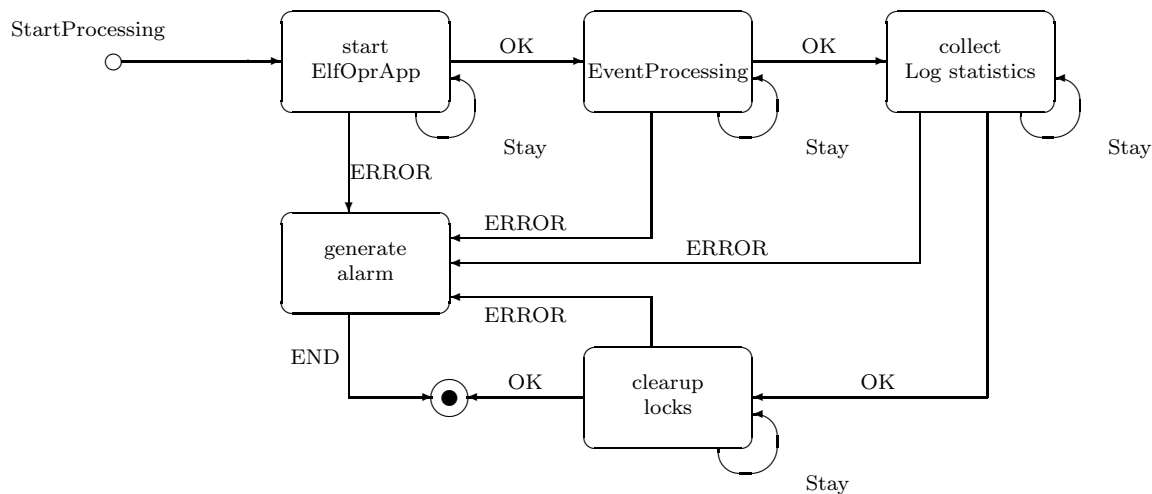 StartProcessing
start
ElfOprApp
OK
EventProcessing
OK
collect
Log statistics
Stay
Stay
Stay
ERROR
generate
alarm
ERROR
ERROR
ERROR
END
OK
clearup
locks
OK
Stay